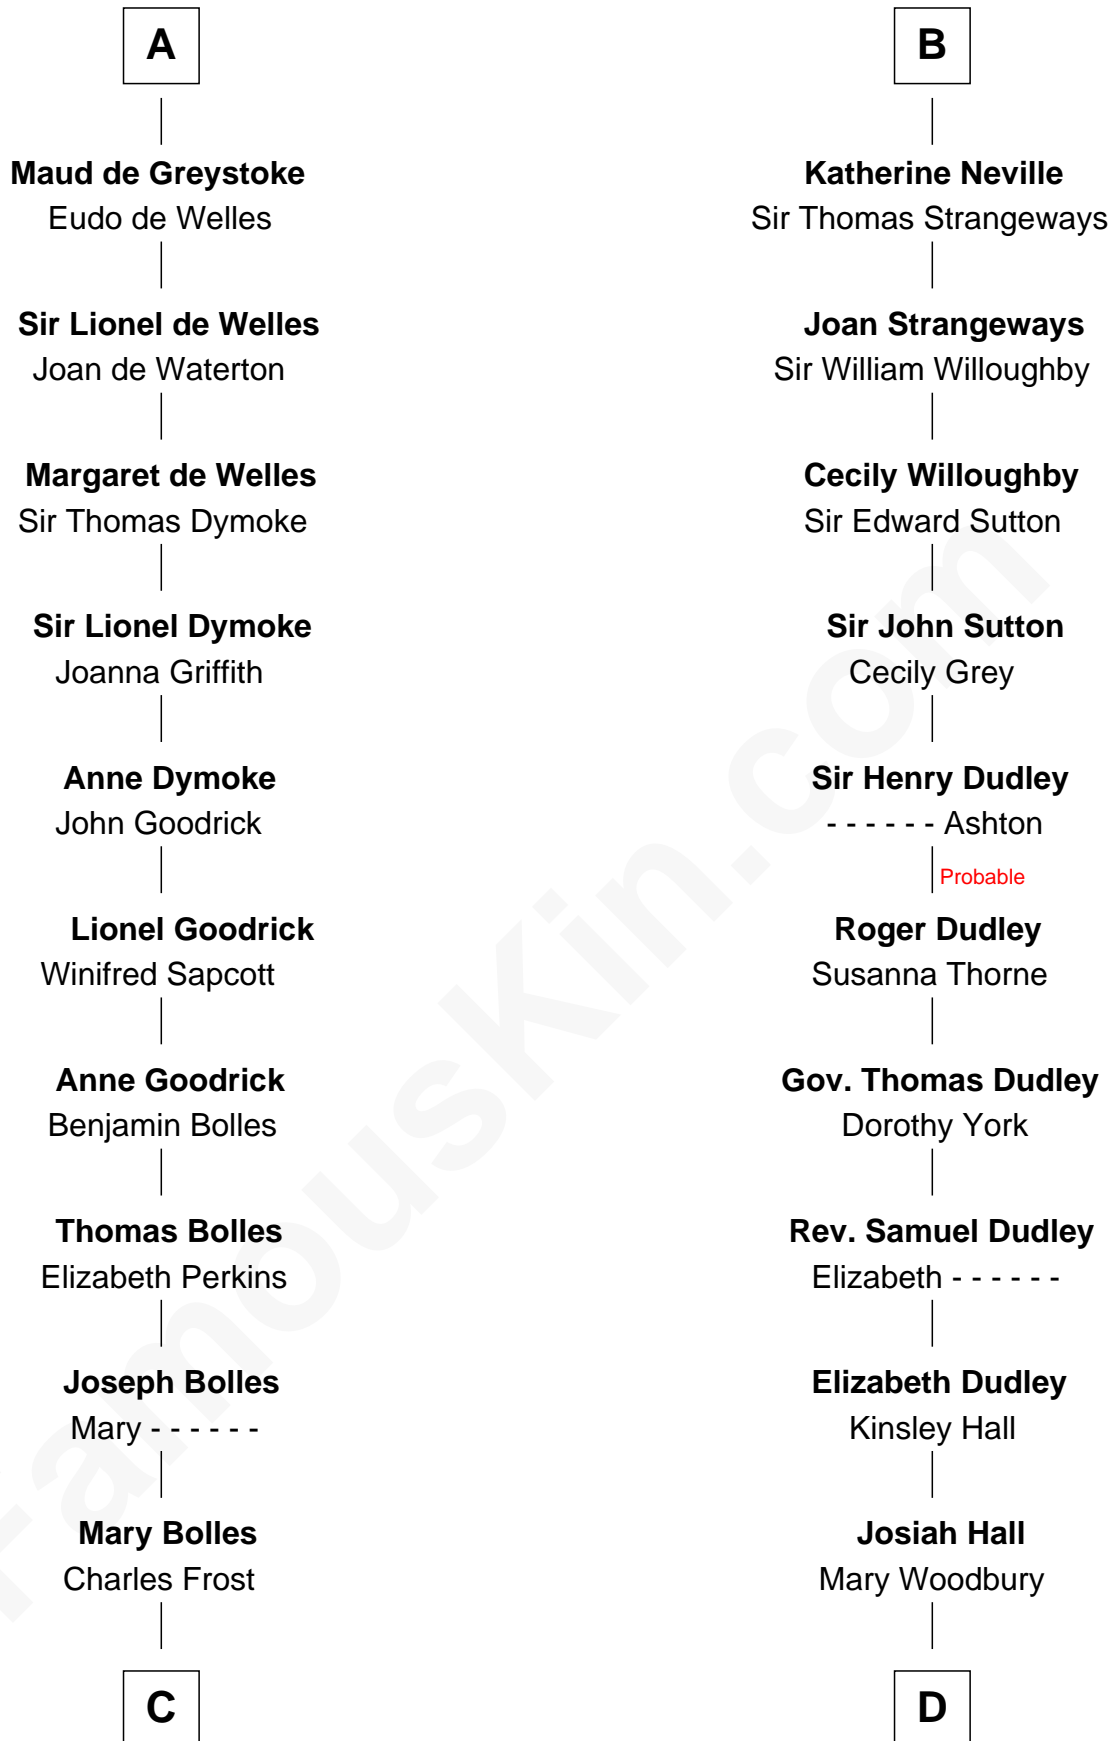 A
Maud de Greystoke
Eudo de Welles
Sir Lionel de Welles
Joan de Waterton
Margaret de Welles
Sir Thomas Dymoke
Sir Lionel Dymoke
Joanna Griffith
Anne Dymoke
John Goodrick
Lionel Goodrick
Winifred Sapcott
Anne Goodrick
Benjamin Bolles
Thomas Bolles
Elizabeth Perkins
Joseph Bolles
Mary - - - - - -
Mary Bolles
Charles Frost
C
B
Katherine Neville
Sir Thomas Strangeways
Joan Strangeways
Sir William Willoughby
Cecily Willoughby
Sir Edward Sutton
Sir John Sutton
Cecily Grey
Sir Henry Dudley
- - - - - - Ashton
Probable
Roger Dudley
Susanna Thorne
Gov. Thomas Dudley
Dorothy York
Rev. Samuel Dudley
Elizabeth - - - - - -
Elizabeth Dudley
Kinsley Hall
Josiah Hall
Mary Woodbury
D
FamousKin.com